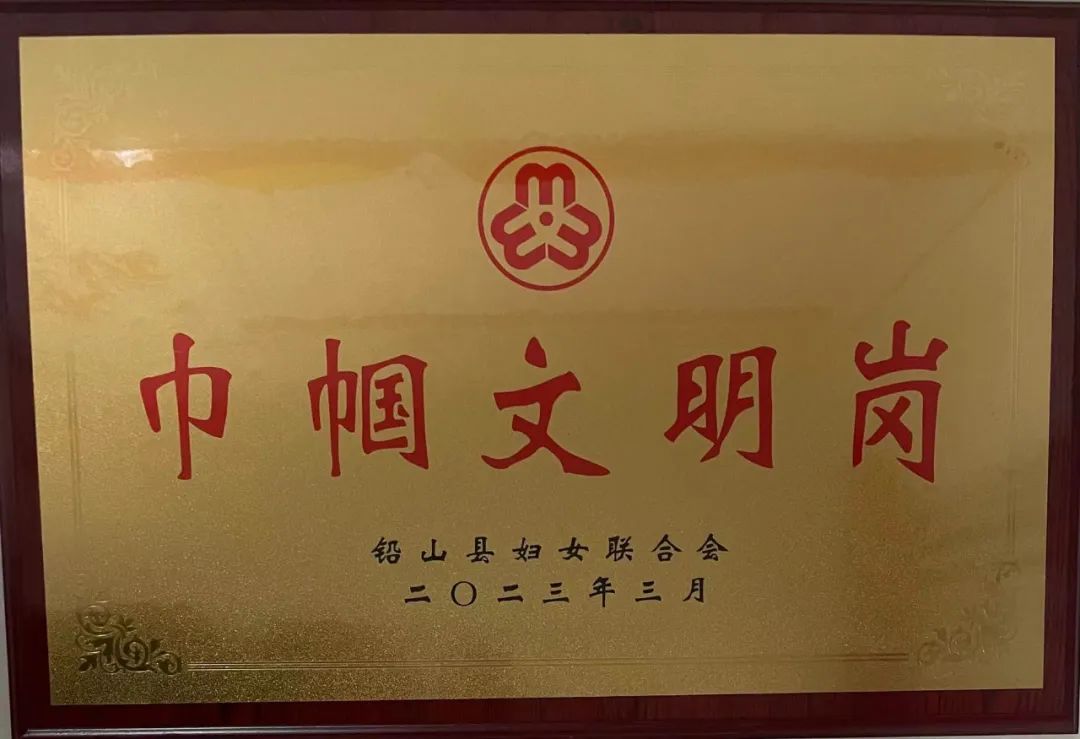 巾帼文明岗
铅山县妇女联合会
二〇二三年三月